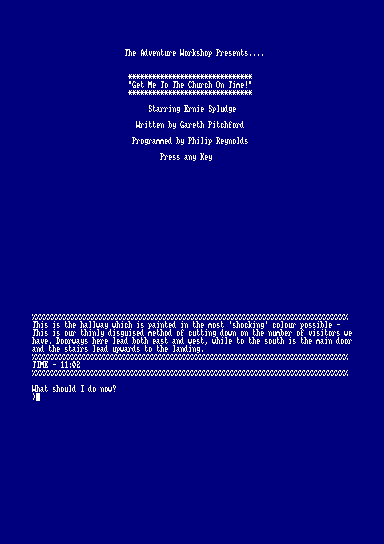 The Adventure Workshop Presents....
*******************************
"Get Me To The Church On Time!"
*******************************
Starring Ernie Spludge
Written by Gareth Pitchford
Programmed by Philip Reynolds
Press any Key
This is the hallway which is painted in the most 'shocking' colour possible -
This is our thinly disguised method of cutting down on the number of visitors we
have. Doorways here lead both east and west, while to the south is the main door
and the stairs lead upwards to the landing.
TIME - 11:02
What should I do now?
>